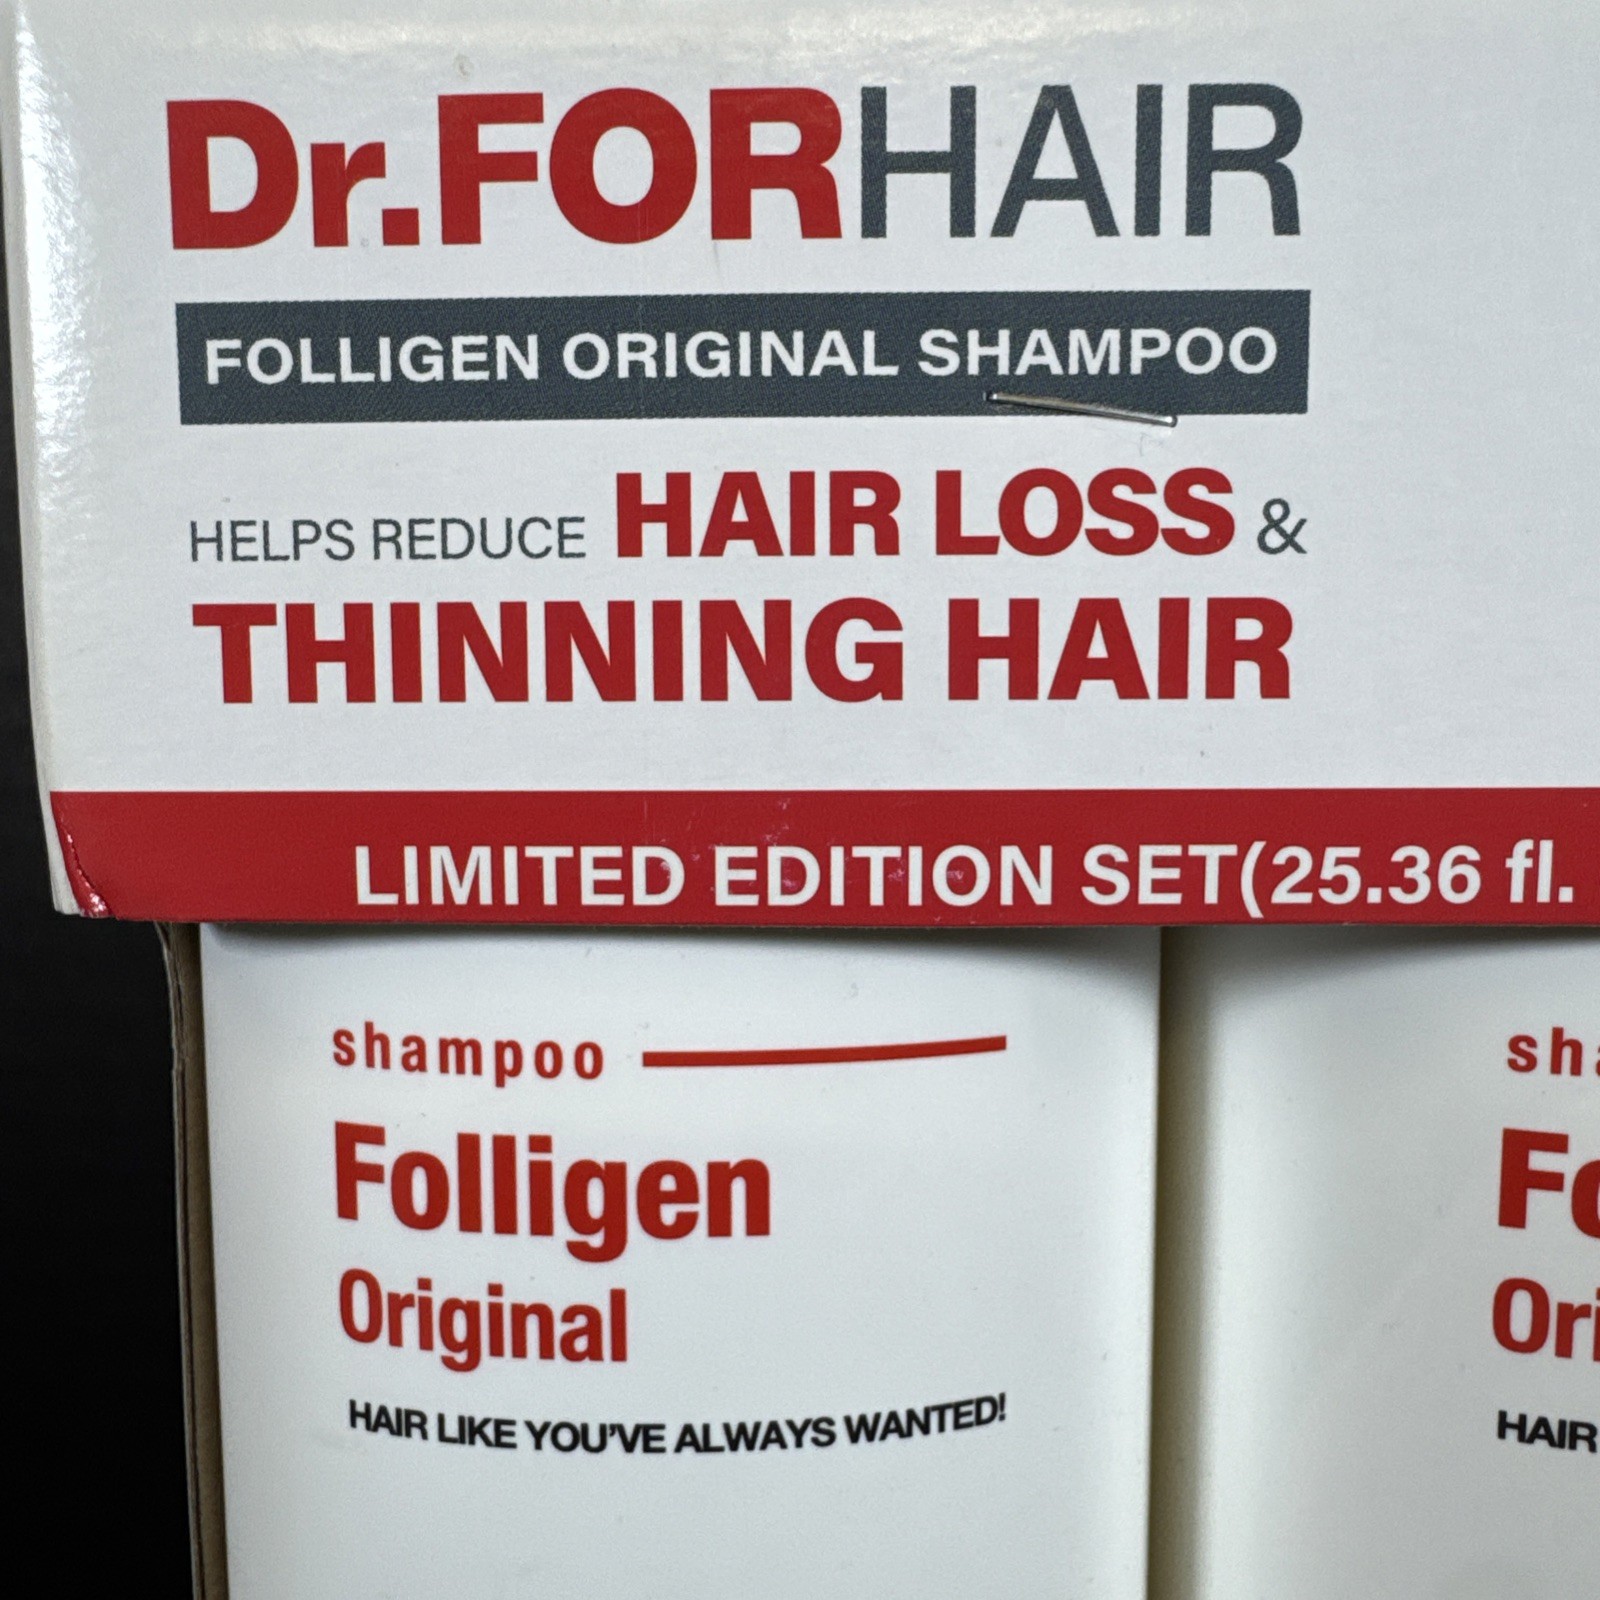 Dr.FORHAIR
FOLLIGEN ORIGINAL SHAMPOO
HELPS REDUCE HAIR LOSS &
THINNING HAIR
LIMITED EDITION SET(25.36 fl.
shampoo
Folligen
Original
HAIR LIKE YOU'VE ALWAYS WANTED!
HAIR